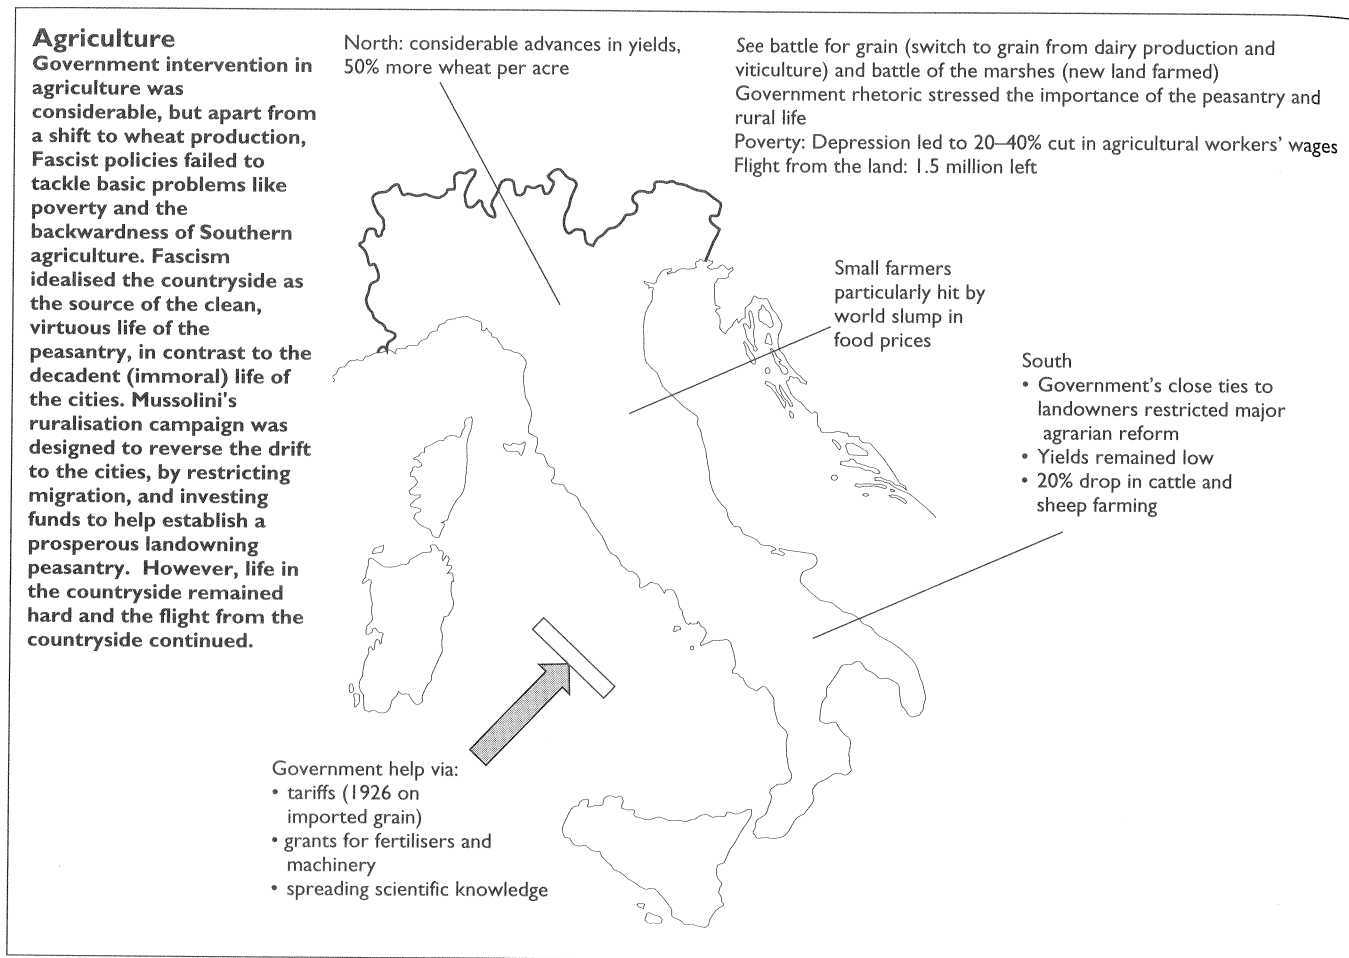 Agriculture
Government intervention in
agriculture was
considerable, but apart from
a shift to wheat production,
Fascist policies failed to
tackle basic problems like
poverty and the
backwardness of Southern
agriculture. Fascism
idealised the countryside as
the source of the clean,
virtuous life of the
peasantry, in contrast to the
decadent (immoral) life of
the cities. Mussolini's
ruralisation campaign was
designed to reverse the drift
to the cities, by restricting
migration, and investing
funds to help establish a
prosperous landowning
peasantry. However, life in
the countryside remained
hard and the flight from the
countryside continued.
North: considerable advances in yields,
50% more wheat per acre
See battle for grain (switch to grain from dairy production and
viticulture) and battle of the marshes (new land farmed)
Government rhetoric stressed the importance of the peasantry and
rural life
Poverty: Depression led to 20–40% cut in agricultural workers' wages
Flight from the land: 1.5 million left
Small farmers
particularly hit by
world slump in
food prices
South
• Government's close ties to
landowners restricted major
agrarian reform
• Yields remained low
• 20% drop in cattle and
sheep farming
Government help via:
• tariffs (1926 on
imported grain)
• grants for fertilisers and
machinery
• spreading scientific knowledge